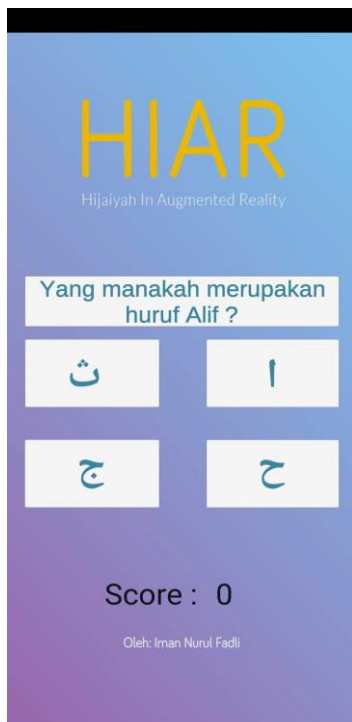 HIAR
Hijaiyah In Augmented Reality
Yang manakah merupakan
huruf Alif ?
ث
ا
ج
ح
Score : 0
Oleh: Iman Nurul Fadli